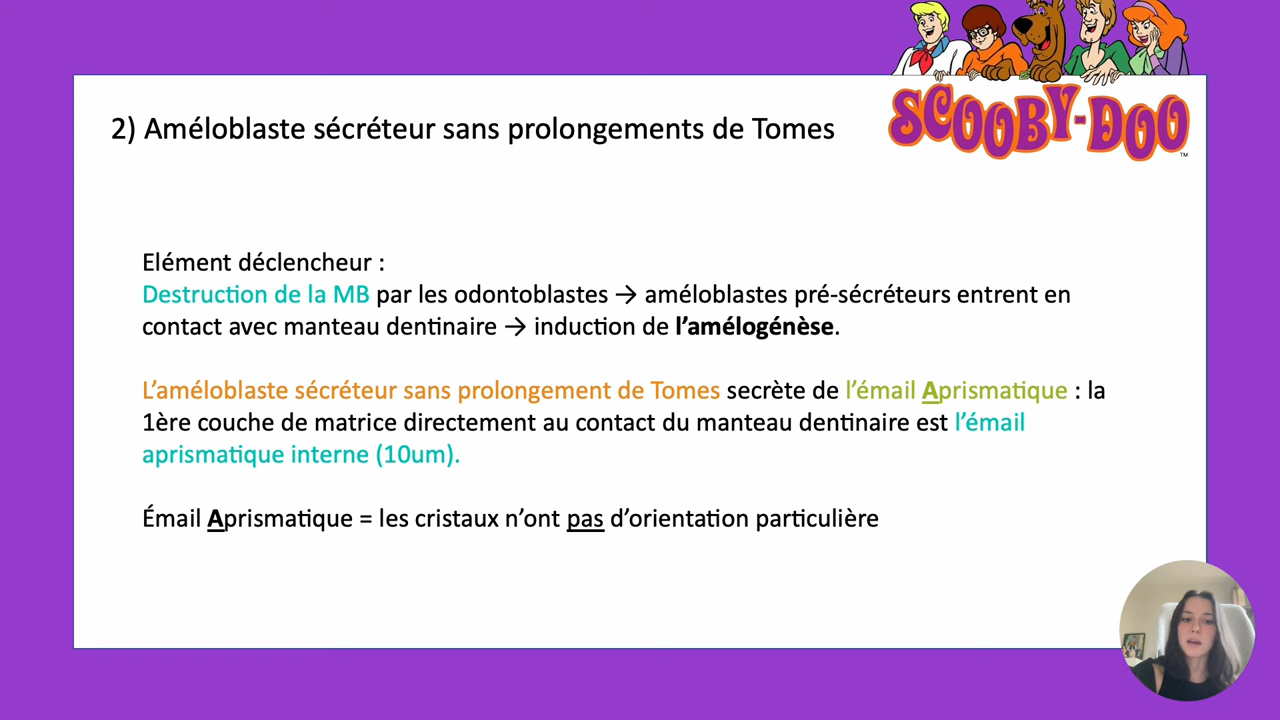 SCOOBY-DOO
TM
2) Améloblaste sécréteur sans prolongements de Tomes
Elément déclencheur :
Destruction de la MB par les odontoblastes → améloblastes pré-sécréteurs entrent en
contact avec manteau dentinaire → induction de l’amélogénèse.
L’améloblaste sécréteur sans prolongement de Tomes secrète de l’émail Aprismatique : la
1ère couche de matrice directement au contact du manteau dentinaire est l’émail
aprismatique interne (10um).
Émail Aprismatique = les cristaux n’ont pas d’orientation particulière